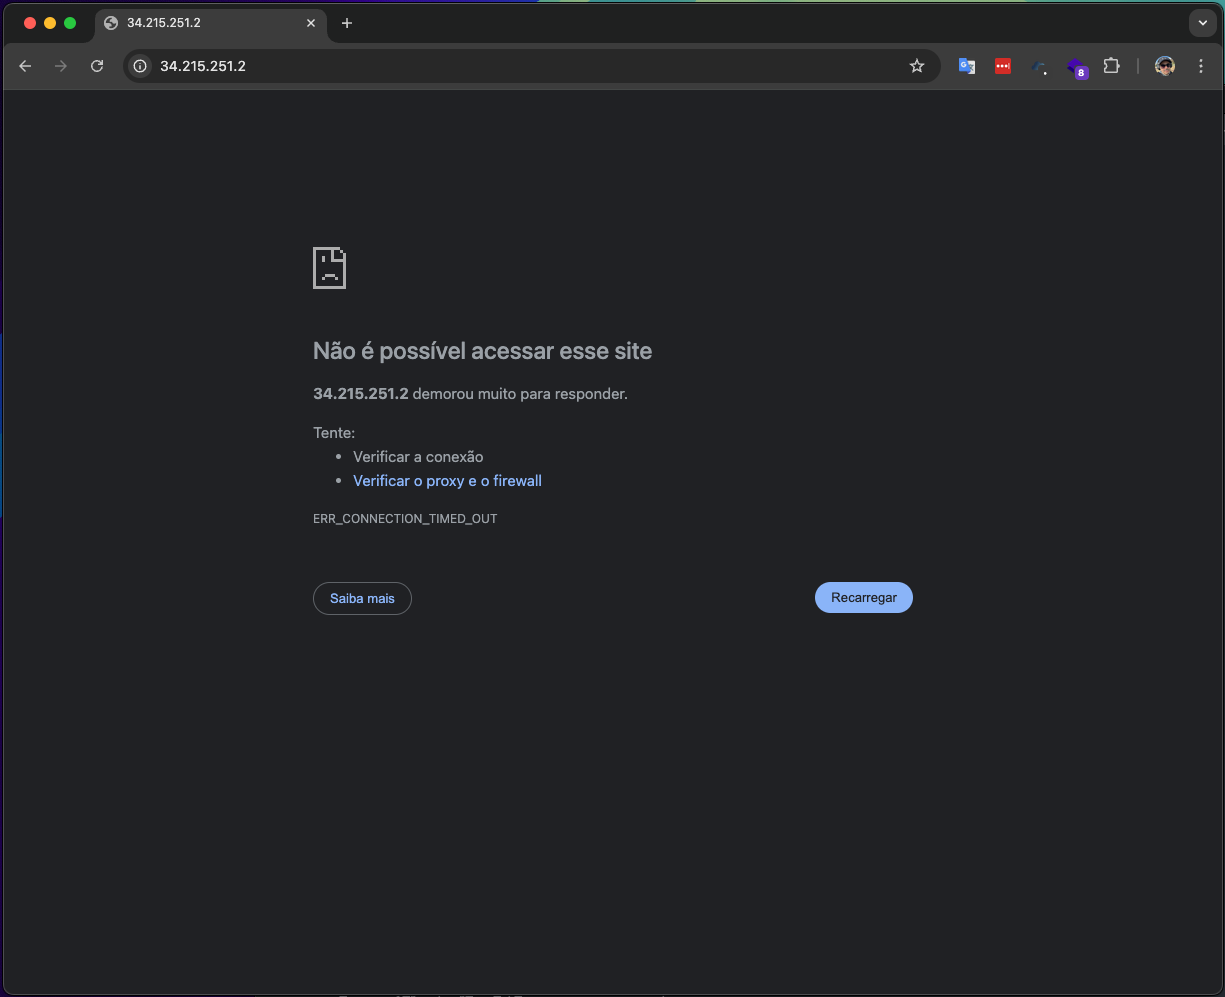 34.215.251.2
34.215.251.2
8
Não é possível acessar esse site
34.215.251.2 demorou muito para responder.
Tente:
Verificar a conexão
Verificar o proxy e o firewall
ERR_CONNECTION_TIMED_OUT
Saiba mais
Recarregar